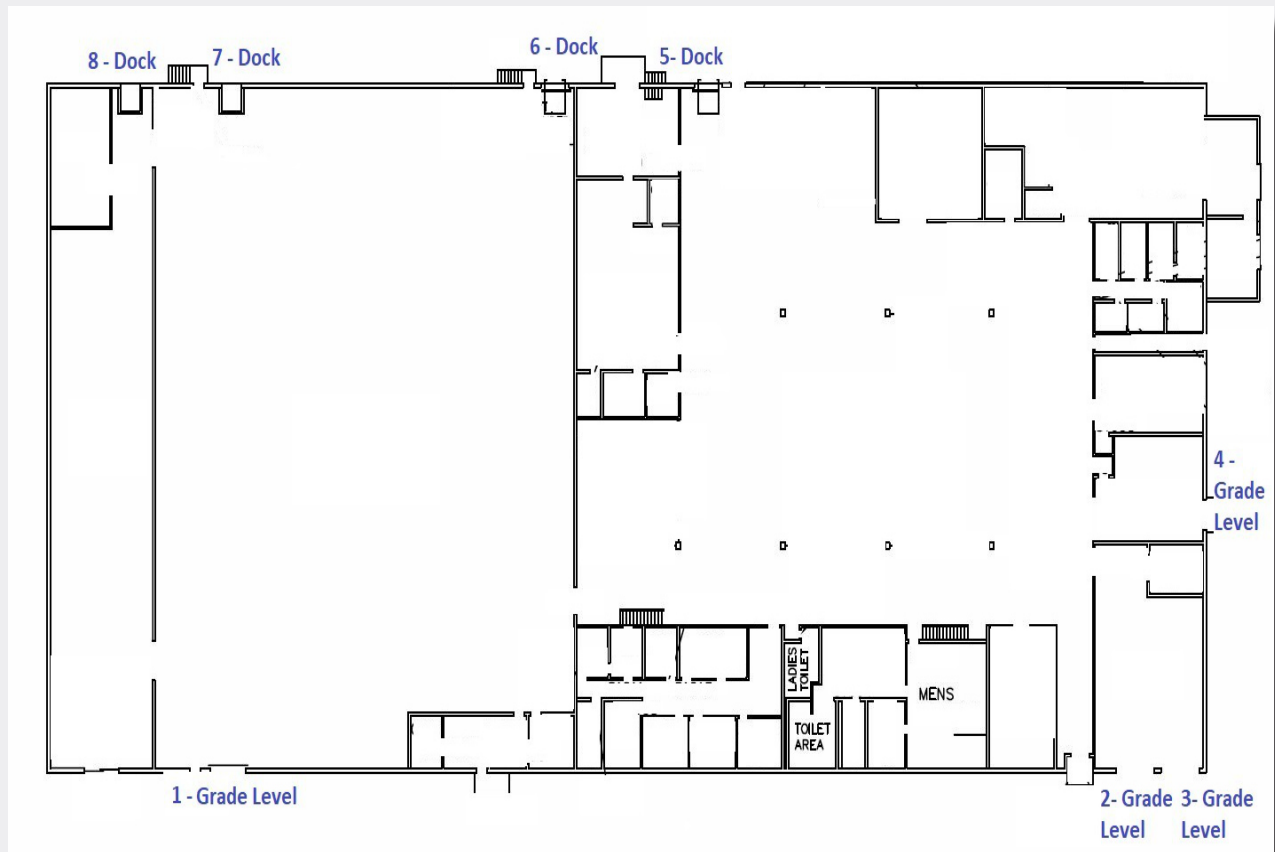 8 - Dock
7 - Dock
6 - Dock
5- Dock
4 -
Grade
Level
LADIES
TOILET
MENS
TOILET
AREA
1 - Grade Level
2- Grade
Level
3- Grade
Level